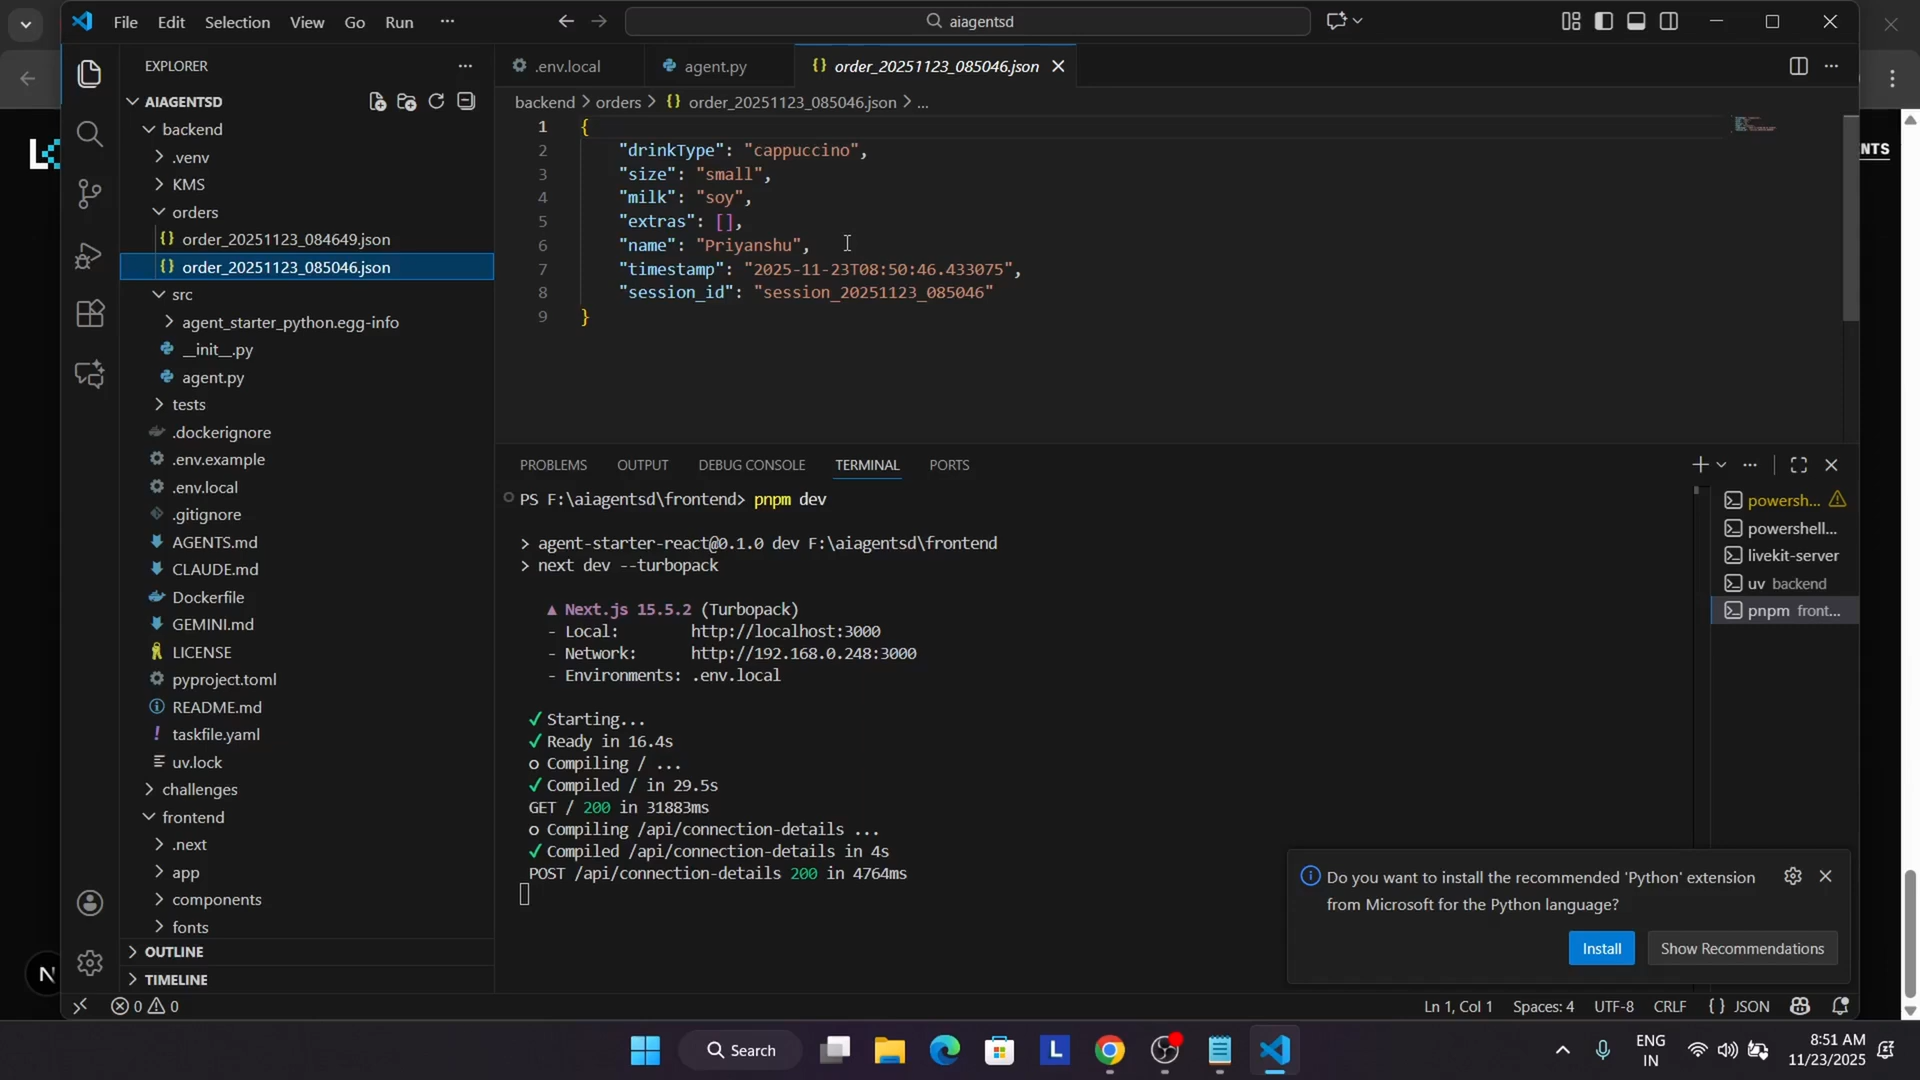 File Edit Selection View Go Run ···
aiagentsd
EXPLORER
AIAGENTSD
backend
.venv
KMS
orders
order_20251123_084649.json
order_20251123_085046.json
src
agent_starter_python.egg-info
__init__.py
agent.py
tests
.dockerignore
.env.example
.env.local
.gitignore
AGENTS.md
CLAUDE.md
Dockerfile
GEMINI.md
LICENSE
pyproject.toml
README.md
taskfile.yaml
uv.lock
challenges
frontend
.next
app
components
fonts
OUTLINE
TIMELINE
.env.local agent.py order_20251123_085046.json
backend > orders > {} order_20251123_085046.json > ...
1 {
2 "drinkType": "cappuccino",
3 "size": "small",
4 "milk": "soy",
5 "extras": [],
6 "name": "Priyanshu",
7 "timestamp": "2025-11-23T08:50:46.433075",
8 "session_id": "session_20251123_085046"
9 }
NTS
PROBLEMS OUTPUT DEBUG CONSOLE TERMINAL PORTS
PS F:\aiagentsd\frontend> pnpm dev
> agent-starter-react@0.1.0 dev F:\aiagentsd\frontend
> next dev --turbopack
▲ Next.js 15.5.2 (Turbopack)
- Local: http://localhost:3000
- Network: http://192.168.0.248:3000
- Environments: .env.local
✓ Starting...
✓ Ready in 16.4s
○ Compiling / ...
✓ Compiled / in 29.5s
GET / 200 in 31883ms
○ Compiling /api/connection-details ...
✓ Compiled /api/connection-details in 4s
POST /api/connection-details 200 in 4764ms
powersh...
powershell...
livekit-server
uv backend
pnpm front...
Do you want to install the recommended 'Python' extension
from Microsoft for the Python language?
Install Show Recommendations
N
0 0
Ln 1, Col 1 Spaces: 4 UTF-8 CRLF {} JSON
Search
L
ENG
IN
8:51 AM
11/23/2025